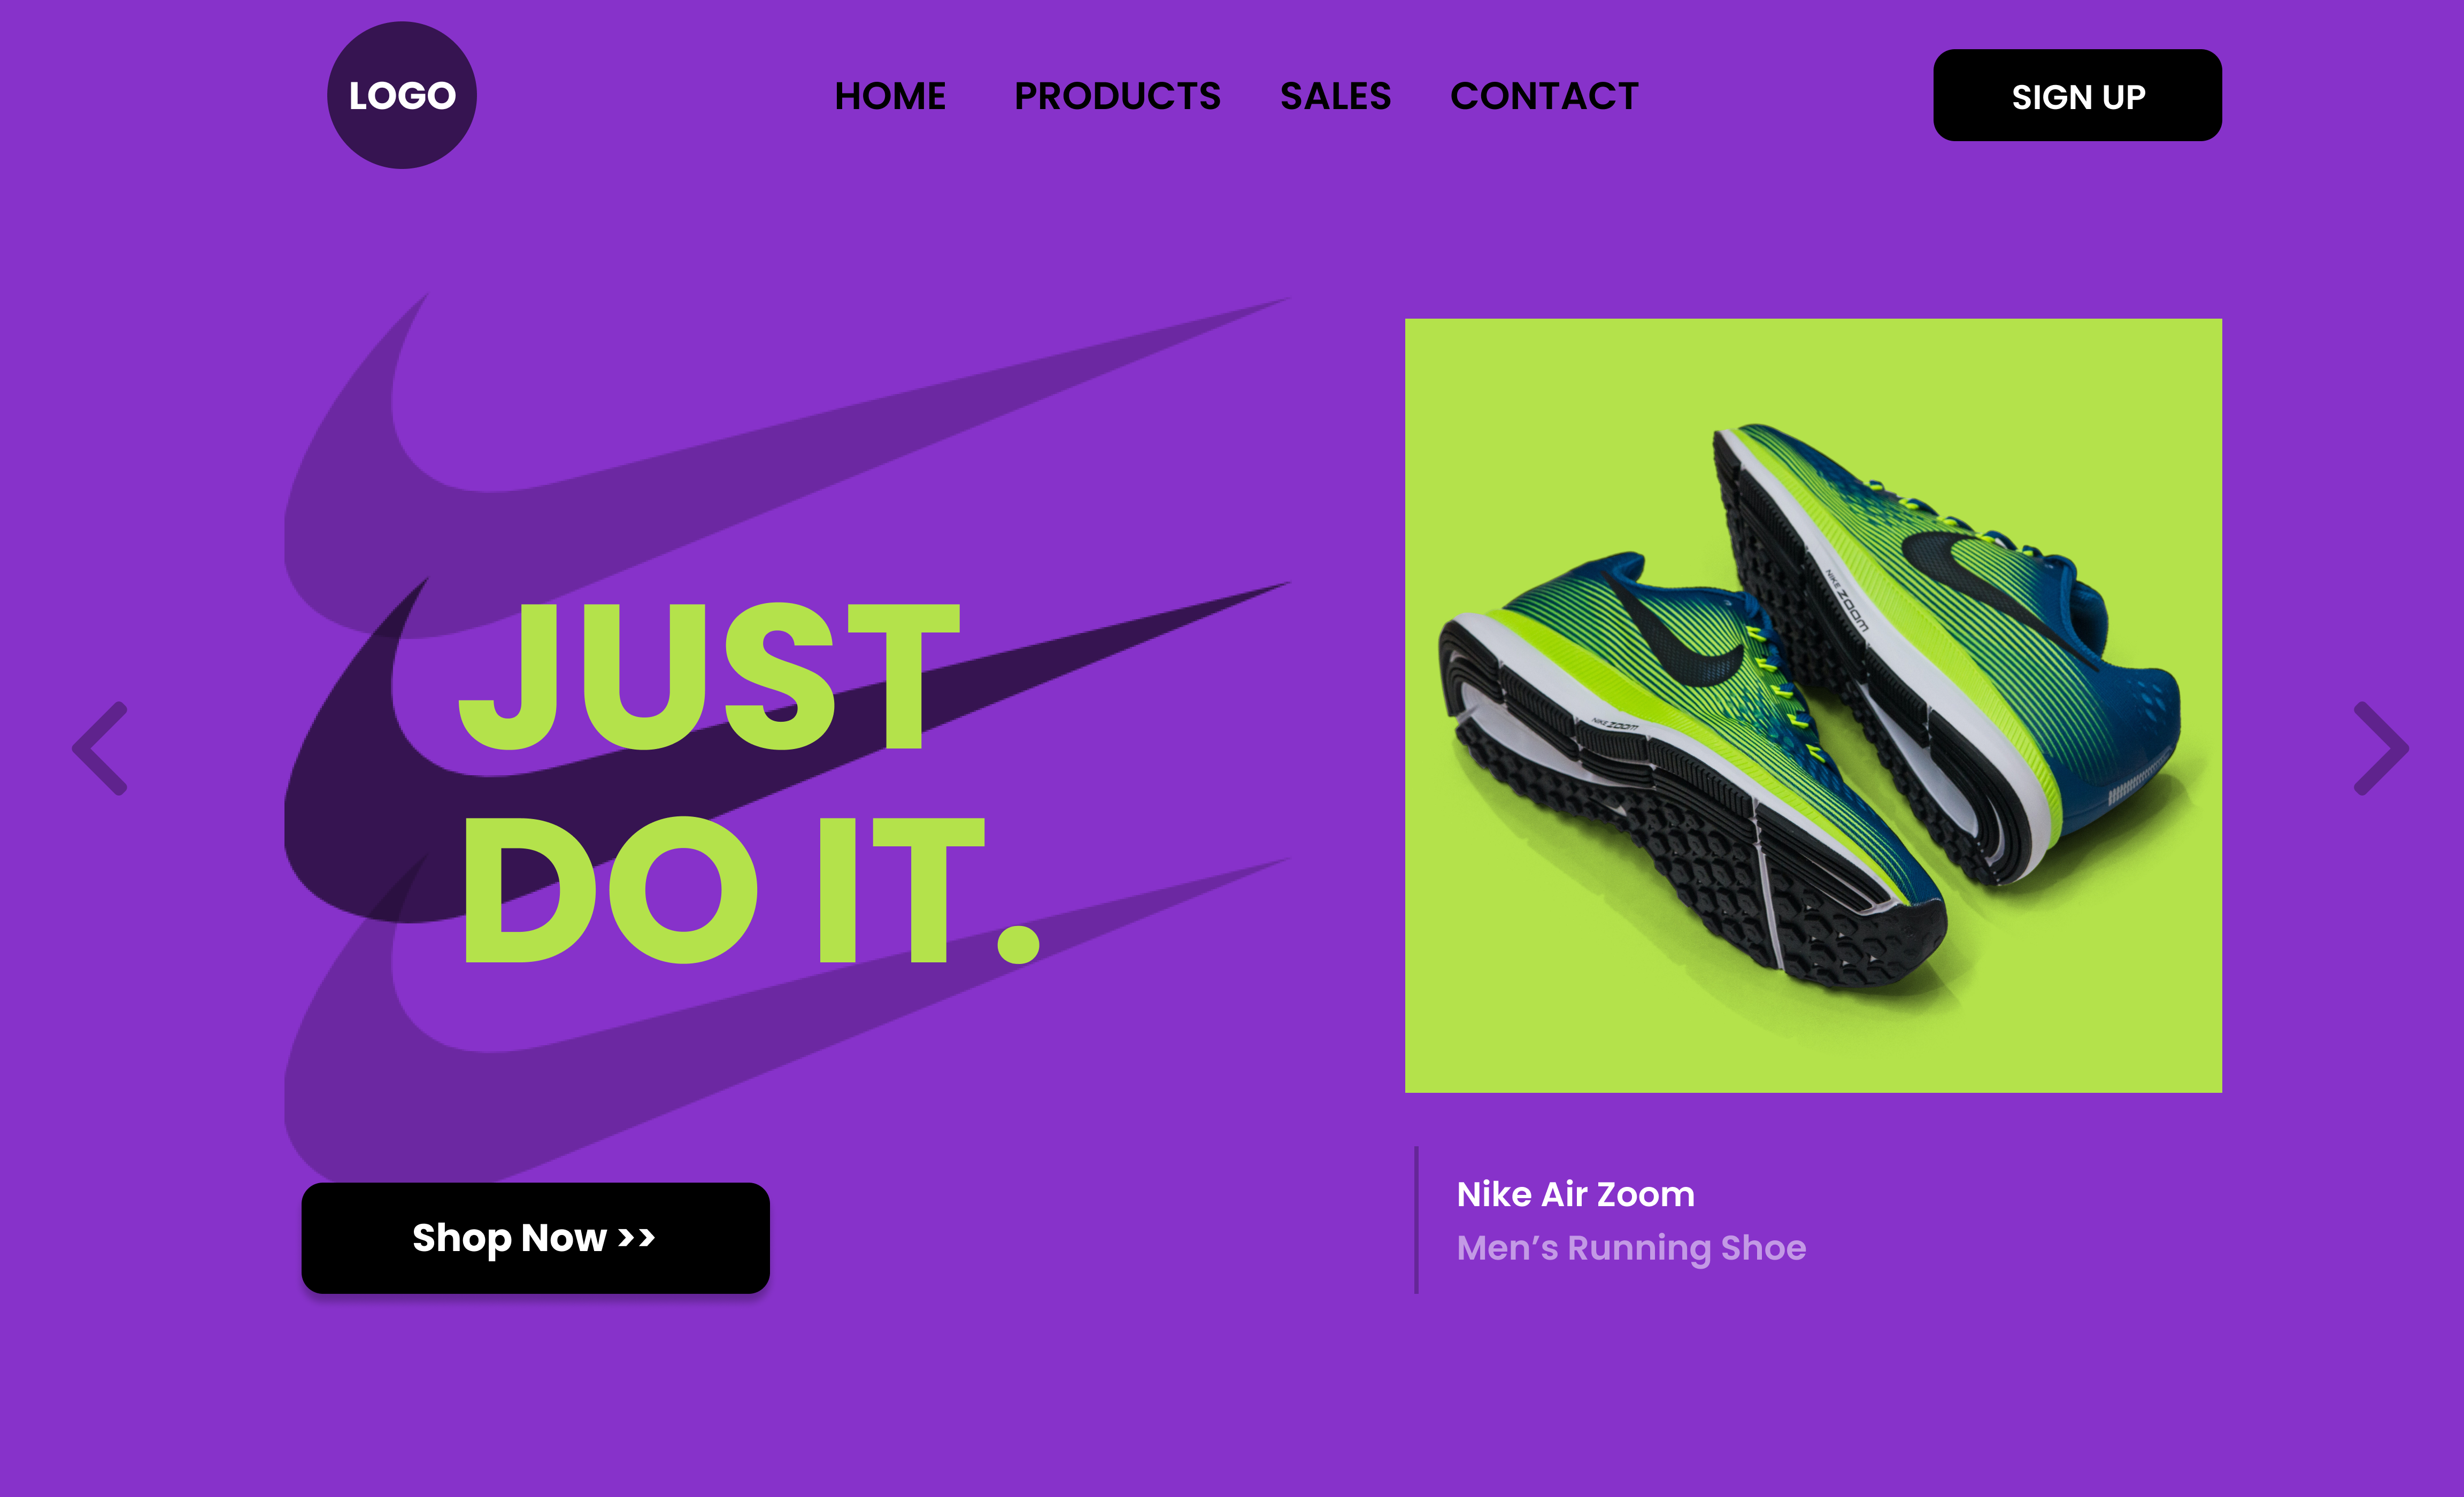 LOGO
HOME PRODUCTS SALES CONTACT
SIGN UP
JUST
DO IT.
NIKE ZOOM
NIKE ZOOM
Shop Now >>
Nike Air Zoom
Men’s Running Shoe